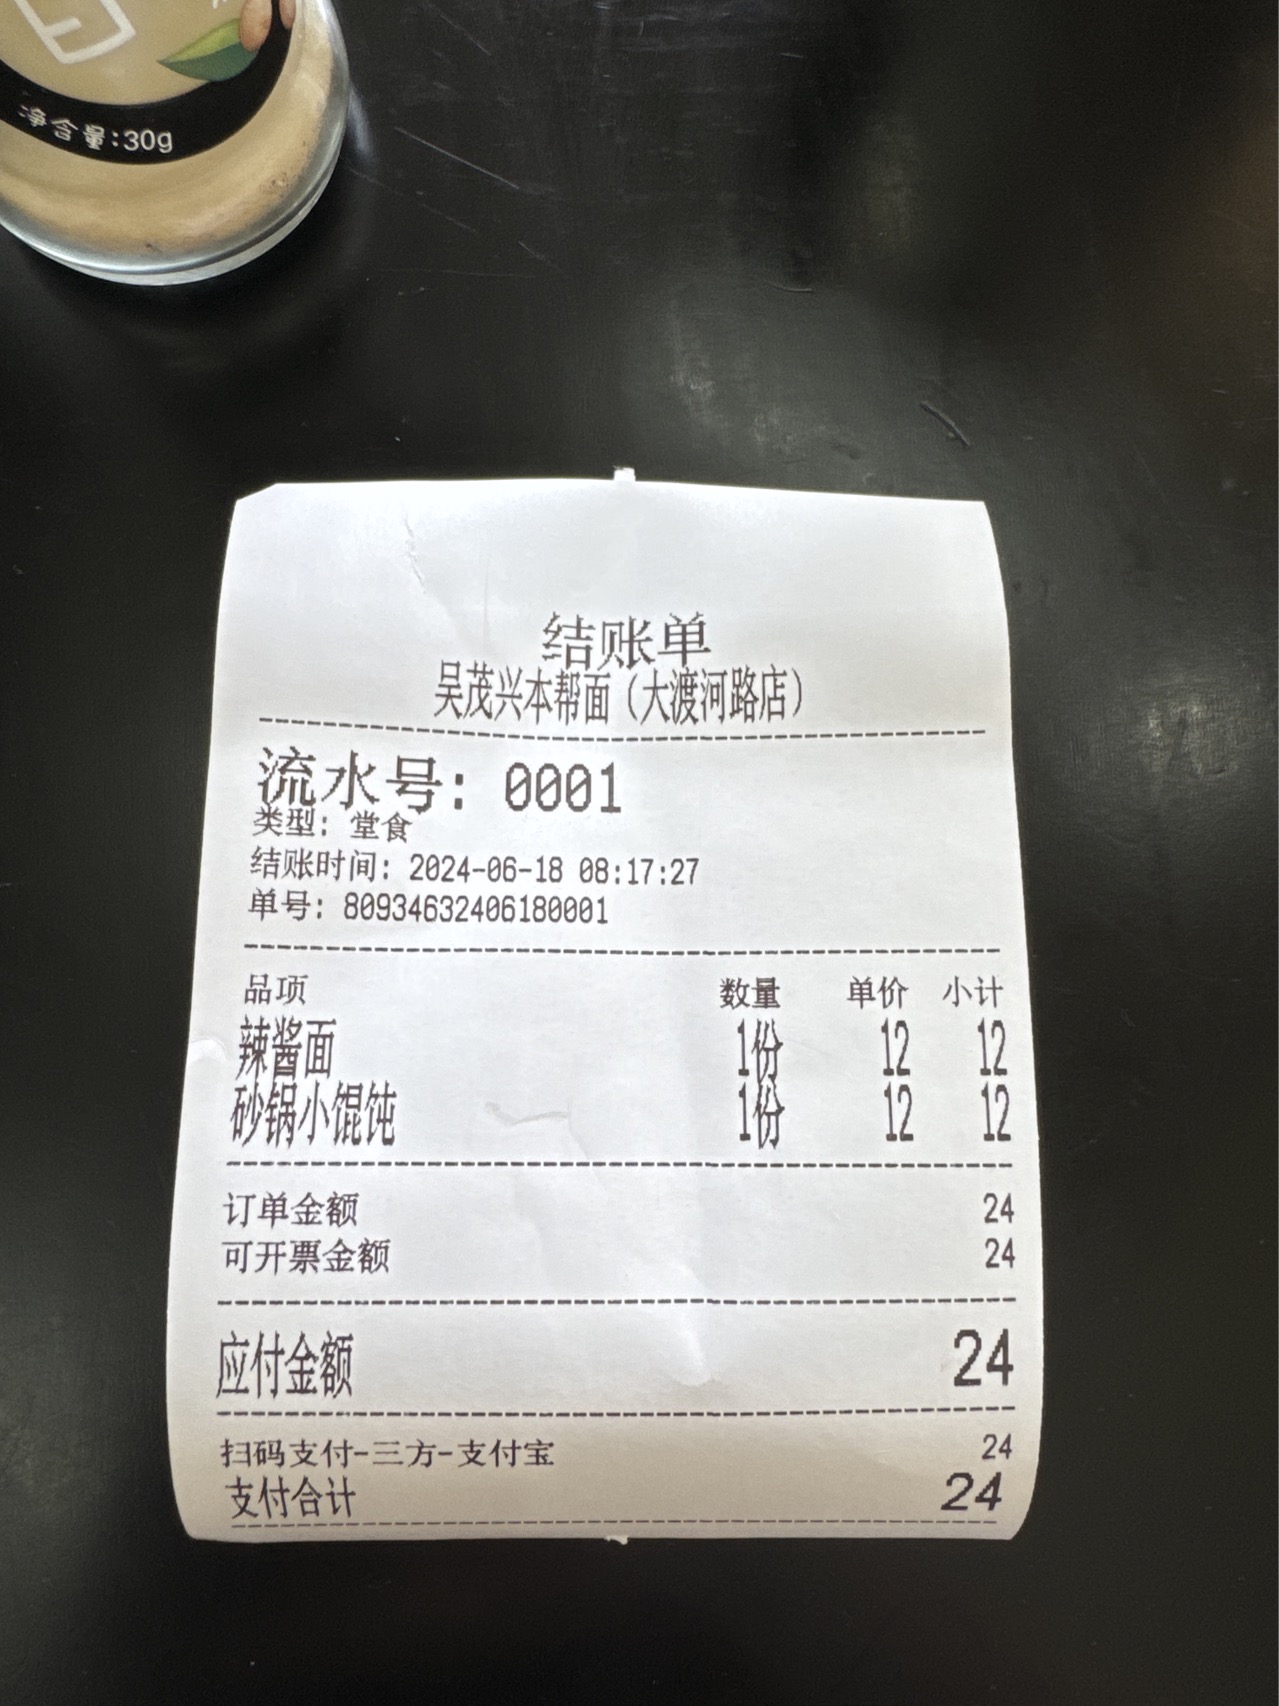 净含量:30g
结账单
吴茂兴本帮面（大渡河路店）
流水号: 0001
类型: 堂食
结账时间: 2024-06-18 08:17:27
单号: 80934632406180001
品项 数量 单价 小计
辣酱面 1份 12 12
砂锅小馄饨 1份 12 12
订单金额 24
可开票金额 24
应付金额 24
扫码支付-三方-支付宝 24
支付合计 24